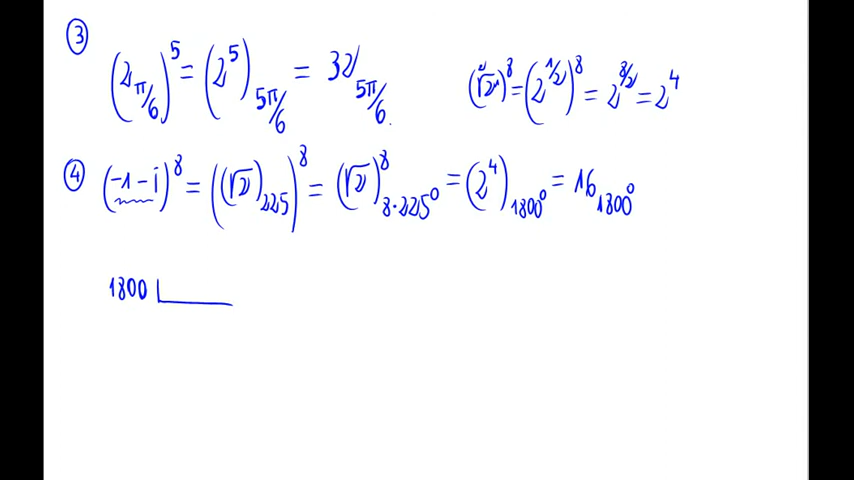 ③
(2_{π/6})^5 = (2^5)_{5π/6} = 32_{5π/6}.
(√2)^8 = (2^{1/2})^8 = 2^{8/2} = 2^4
④ (-1-i)^8 = ((√2)_{225})^8 = (√2)^8_{8·225°} = (2^4)_{1800°} = 16_{1800°}
1800